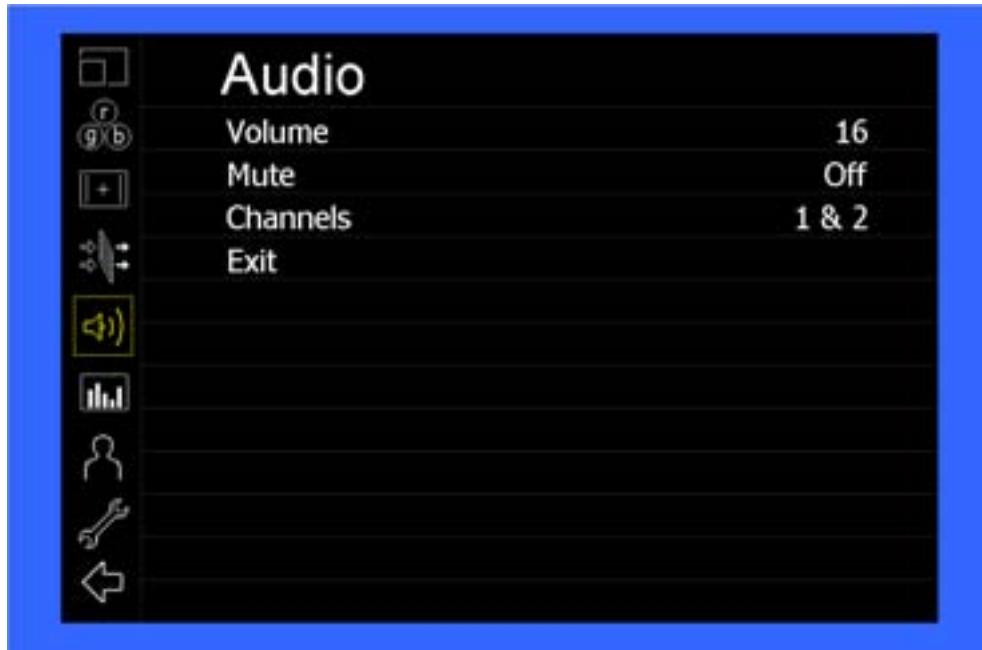 Audio
r
g b
Volume 16
Mute Off
Channels 1 & 2
Exit